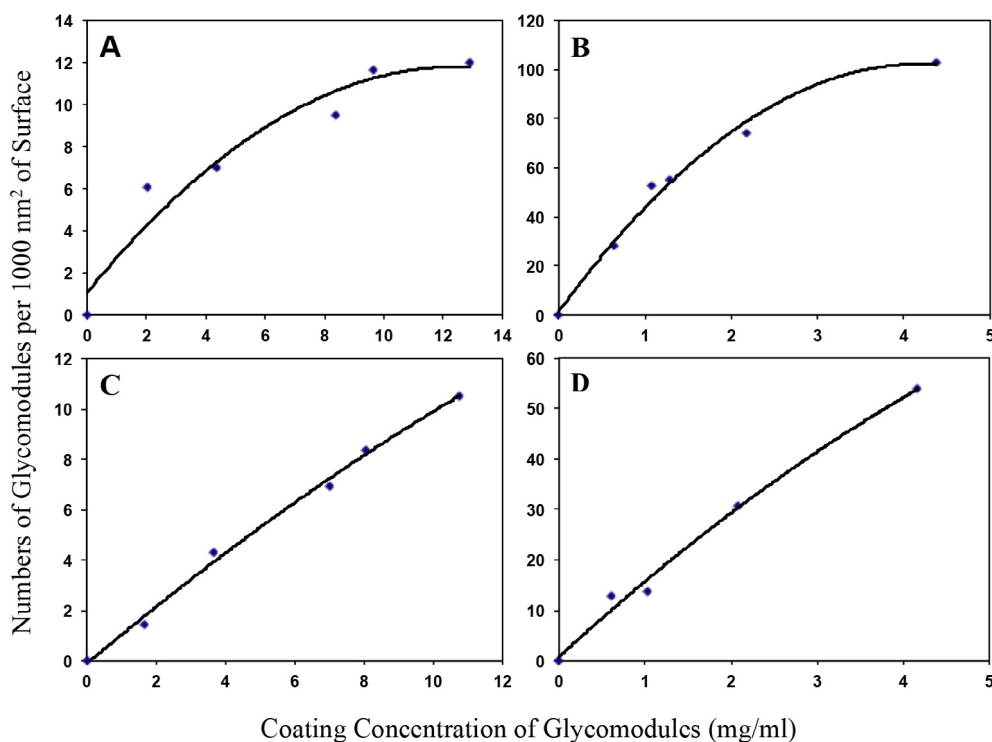 Numbers of Glycomodules per 1000 nm² of Surface
A
14
12
10
8
6
4
2
0
0 2 4 6 8 10 12 14
B
120
100
80
60
40
20
0
0 1 2 3 4 5
C
12
10
8
6
4
2
0
0 2 4 6 8 10 12
D
60
50
40
30
20
10
0
0 1 2 3 4 5
Coating Concentration of Glycomodules (mg/ml)